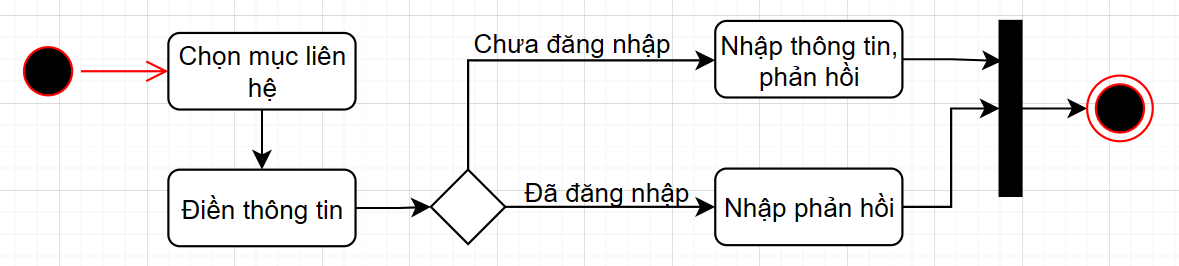 Chọn mục liên
hệ
Điền thông tin
Chưa đăng nhập
Đã đăng nhập
Nhập thông tin,
phản hồi
Nhập phản hồi